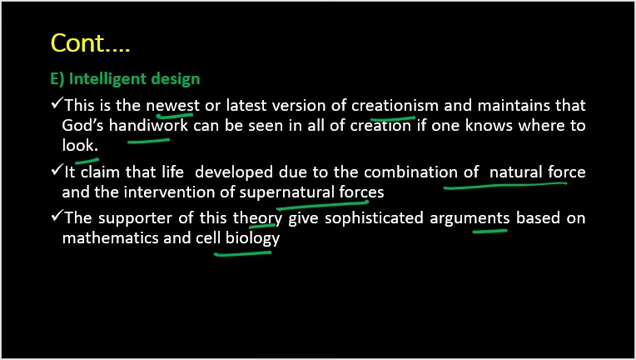 Cont....
E) Intelligent design
✓This is the newest or latest version of creationism and maintains that
God's handiwork can be seen in all of creation if one knows where to
look.
✓It claim that life developed due to the combination of natural force
and the intervention of supernatural forces
✓The supporter of this theory give sophisticated arguments based on
mathematics and cell biology